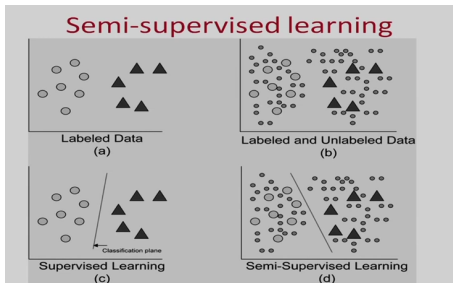 Semi-supervised learning
Labeled Data
(a)
Labeled and Unlabeled Data
(b)
Classification plane
Supervised Learning
(c)
Semi-Supervised Learning
(d)